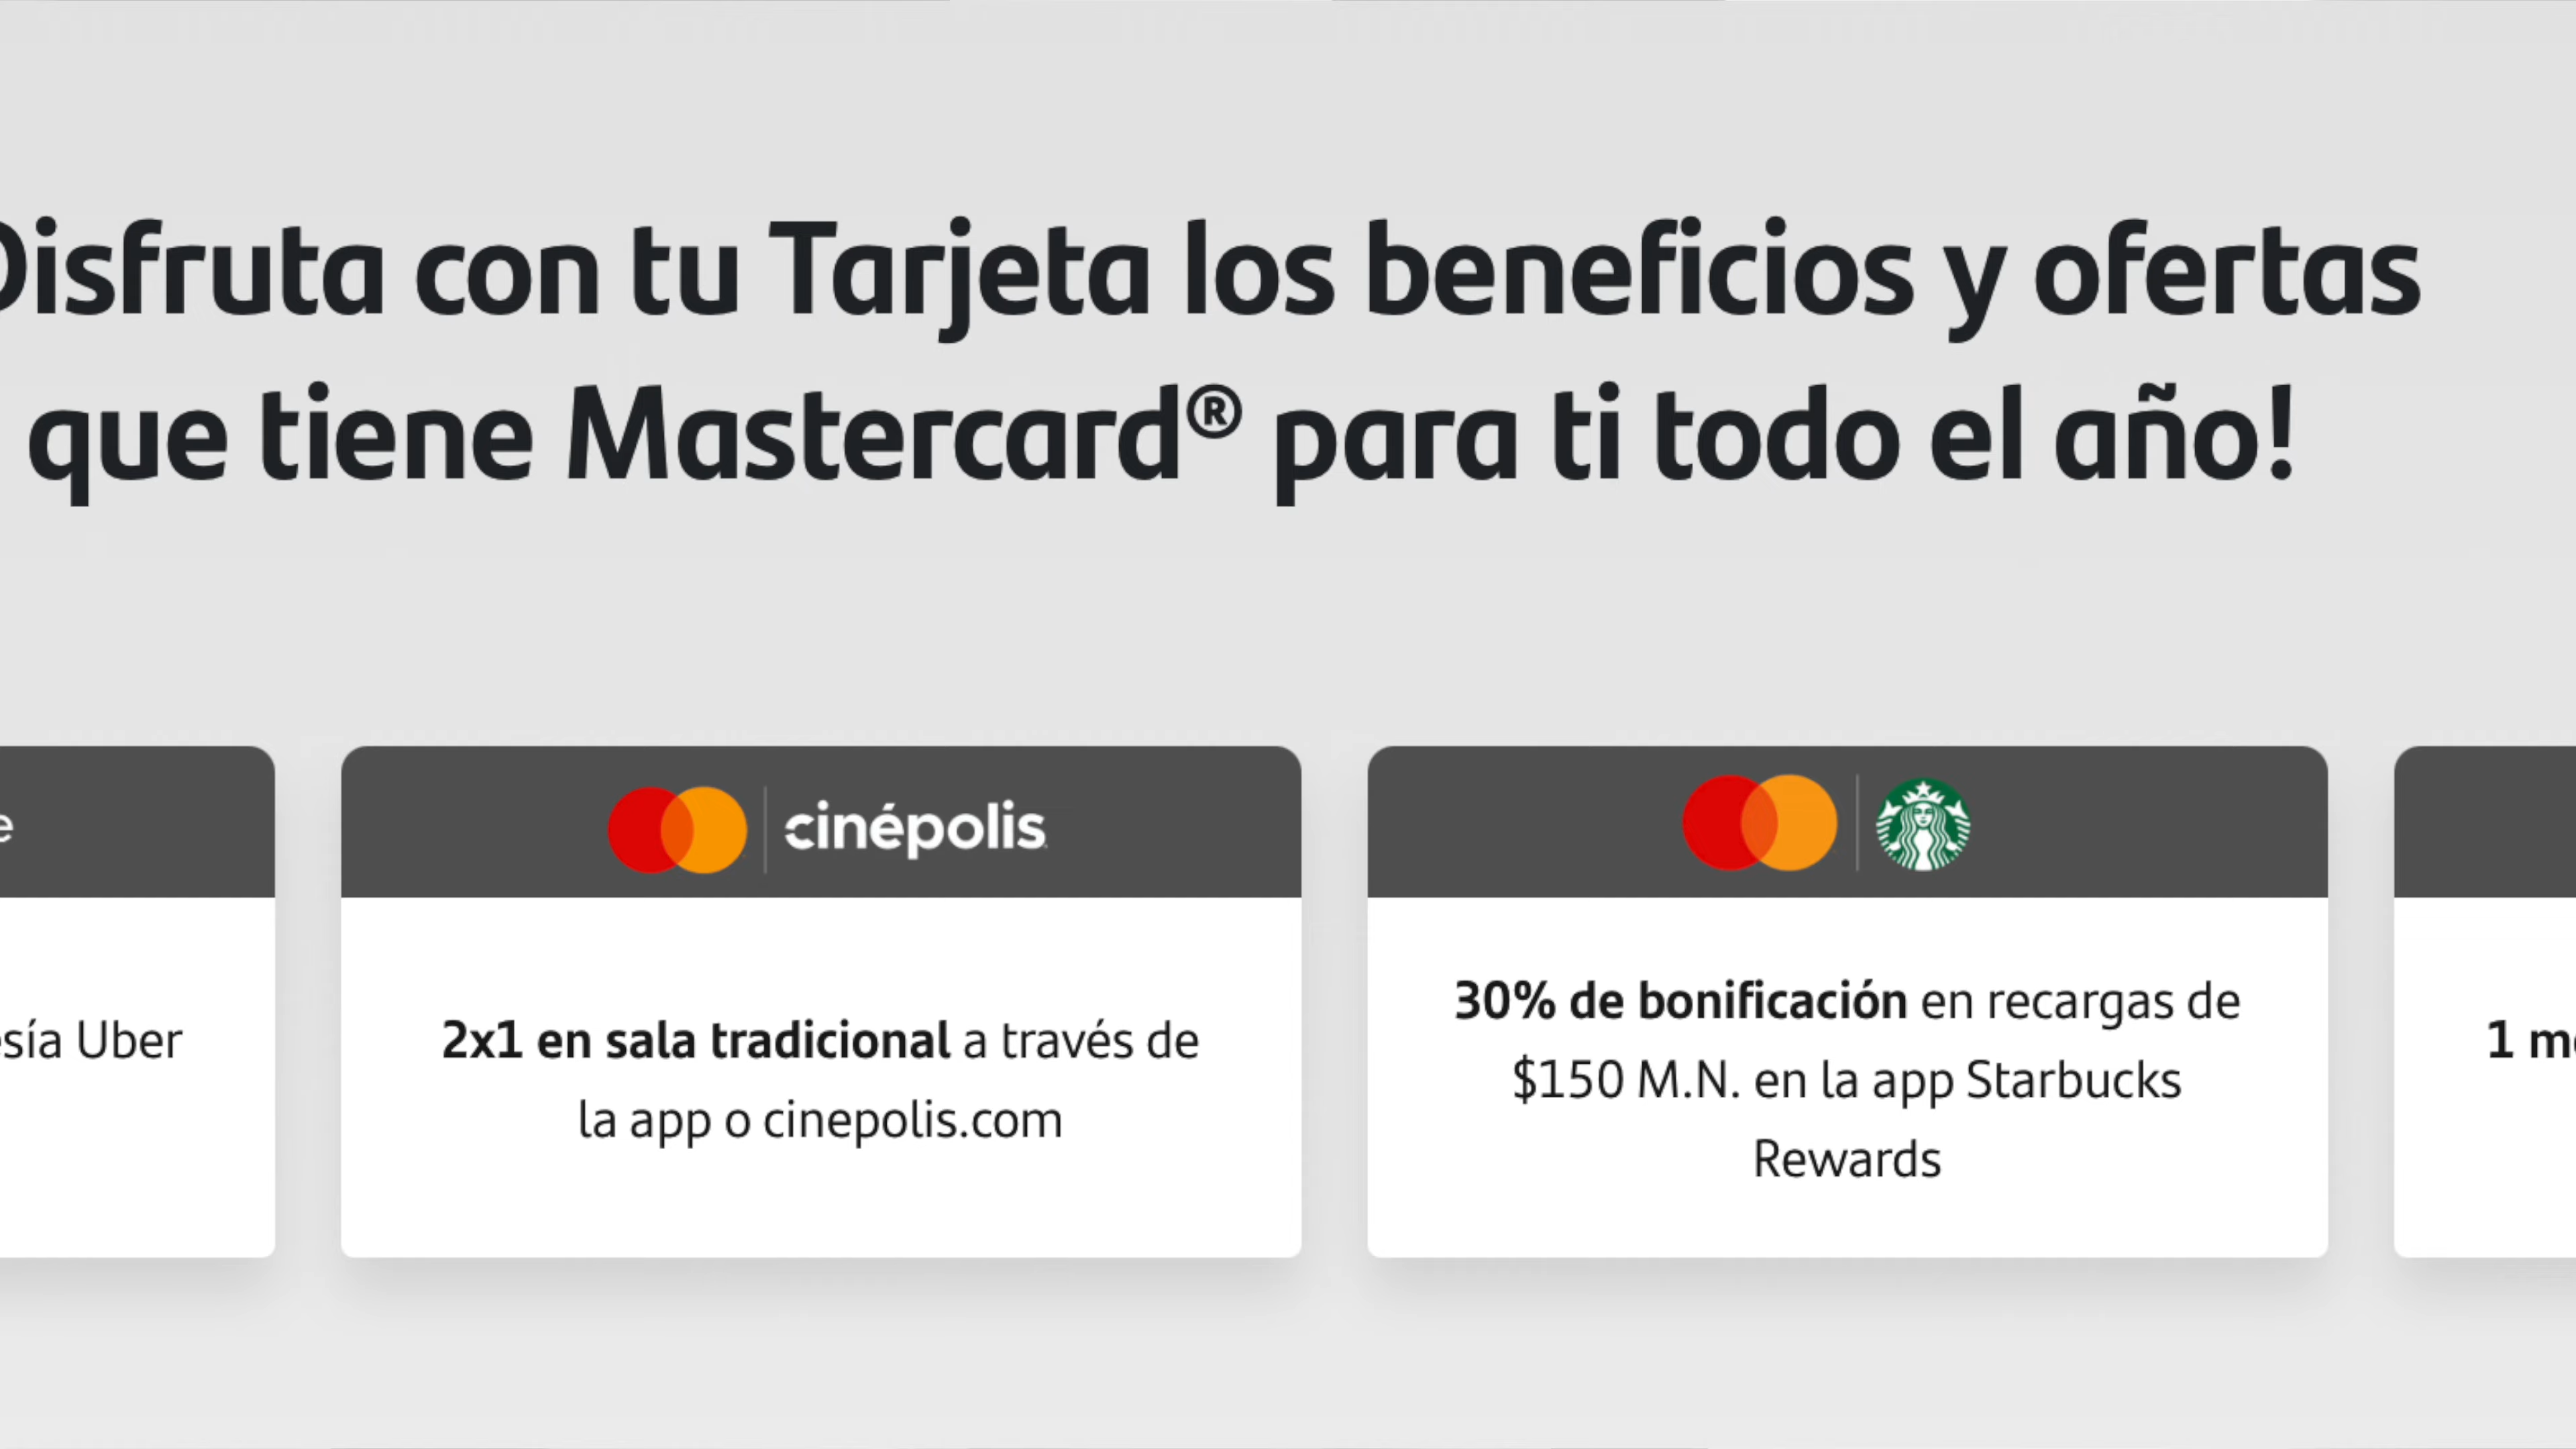 Disfruta con tu Tarjeta los beneficios y ofertas
que tiene Mastercard® para ti todo el año!
cinépolis
Uber
2x1 en sala tradicional a través de
la app o cinepolis.com
30% de bonificación en recargas de
$150 M.N. en la app Starbucks
Rewards
1